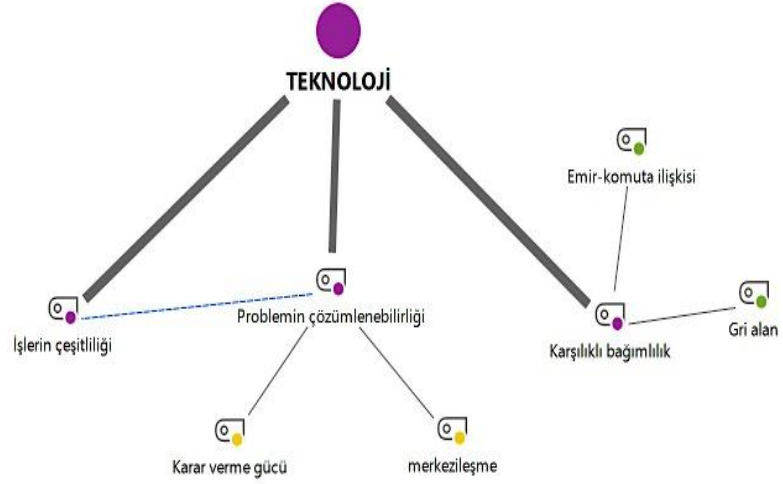 TEKNOLOJİ
Emir-komuta ilişkisi
İşlerin çeşitliliği
Problemin çözümlenebilirliği
Karşılıklı bağımlılık
Gri alan
Karar verme gücü
merkezileşme